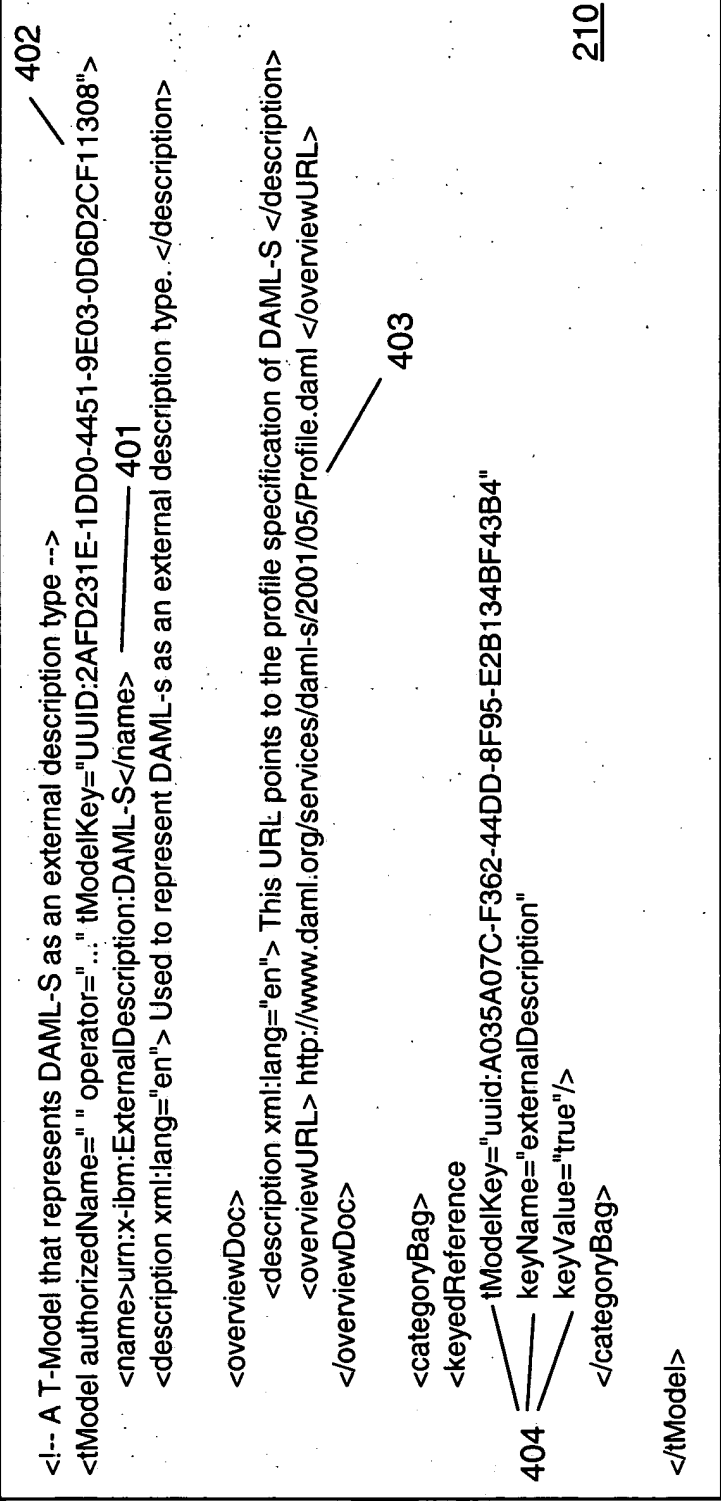 402
<!-- A T-Model that represents DAML-S as an external description type -->
<tModel authorizedName=" " operator="..." tModelKey="UUID:2AFD231E-1DD0-4451-9E03-0D6D2CF11308">
<name>urn:x-ibm:ExternalDescription:DAML-S</name> 401
<description xml:lang="en"> Used to represent DAML-s as an external description type. </description>
<overviewDoc>
<description xml:lang="en"> This URL points to the profile specification of DAML-S </description>
<overviewURL> http://www.daml.org/services/daml-s/2001/05/Profile.daml </overviewURL>
</overviewDoc>
403
<categoryBag>
<keyedReference
tModelKey="uuid:A035A07C-F362-44DD-8F95-E2B134BF43B4"
404 keyName="externalDescription"
keyValue="true"/>
</categoryBag>
210
</tModel>